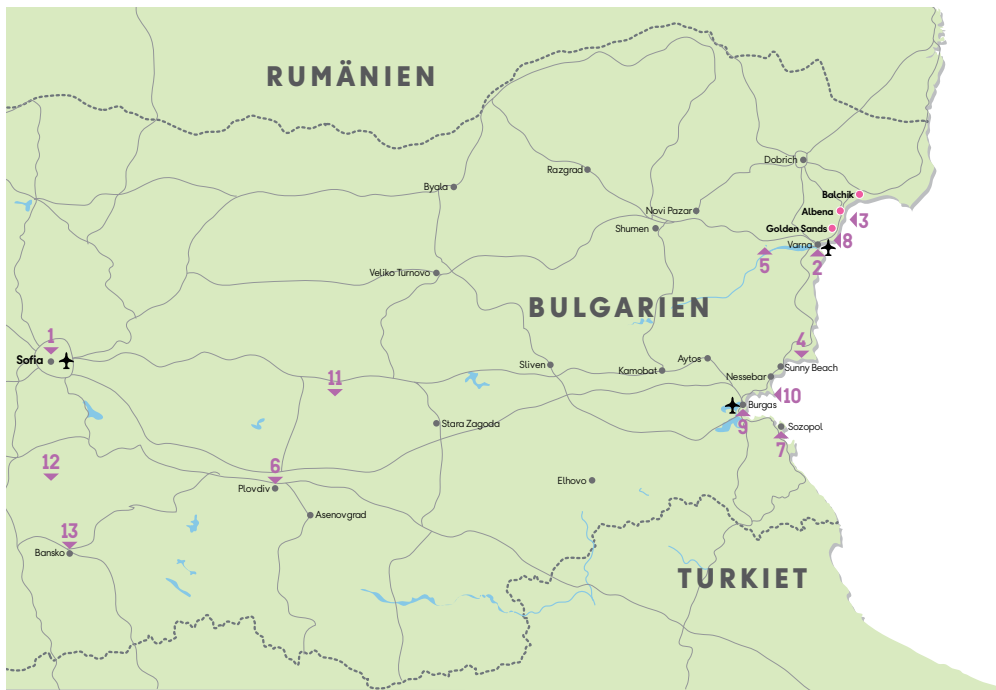 RUMÄNIEN
Dobrich
Razgrad
Byala
Balchik
Novi Pazar
Albena
3
Shumen
Golden Sands
8
Varna
5
2
Veliko Turnovo
BULGARIEN
1
4
Sofia
Aytos
Sliven
Sunny Beach
Karnobat
Nessebar
11
10
Burgas
9
Stara Zagoda
Sozopol
7
12
6
Elhovo
Plovdiv
Asenovgrad
13
Bansko
TURKIET